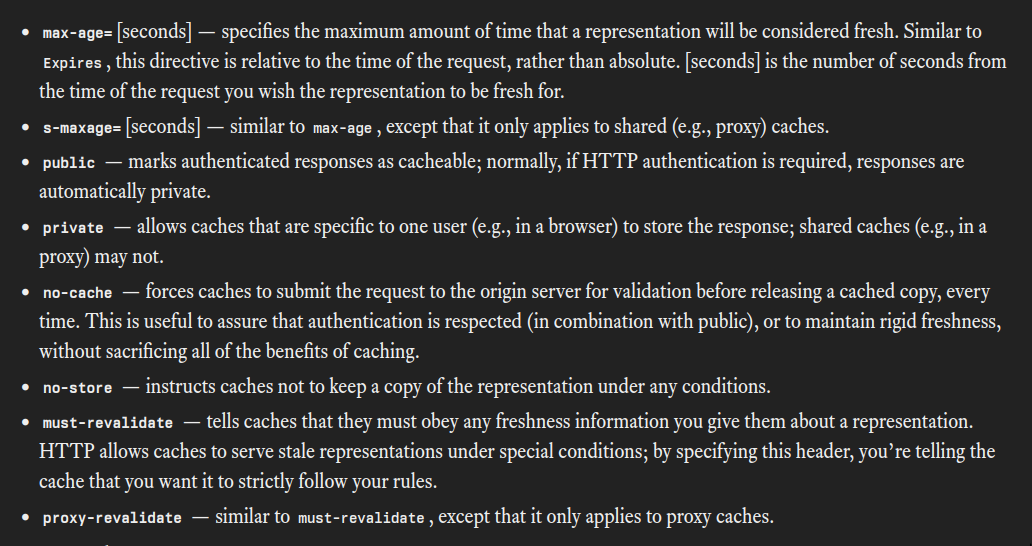 • max-age=[seconds] — specifies the maximum amount of time that a representation will be considered fresh. Similar to
Expires, this directive is relative to the time of the request, rather than absolute. [seconds] is the number of seconds from
the time of the request you wish the representation to be fresh for.
• s-maxage=[seconds] — similar to max-age, except that it only applies to shared (e.g., proxy) caches.
• public — marks authenticated responses as cacheable; normally, if HTTP authentication is required, responses are
automatically private.
• private — allows caches that are specific to one user (e.g., in a browser) to store the response; shared caches (e.g., in a
proxy) may not.
• no-cache — forces caches to submit the request to the origin server for validation before releasing a cached copy, every
time. This is useful to assure that authentication is respected (in combination with public), or to maintain rigid freshness,
without sacrificing all of the benefits of caching.
• no-store — instructs caches not to keep a copy of the representation under any conditions.
• must-revalidate — tells caches that they must obey any freshness information you give them about a representation.
HTTP allows caches to serve stale representations under special conditions; by specifying this header, you’re telling the
cache that you want it to strictly follow your rules.
• proxy-revalidate — similar to must-revalidate, except that it only applies to proxy caches.